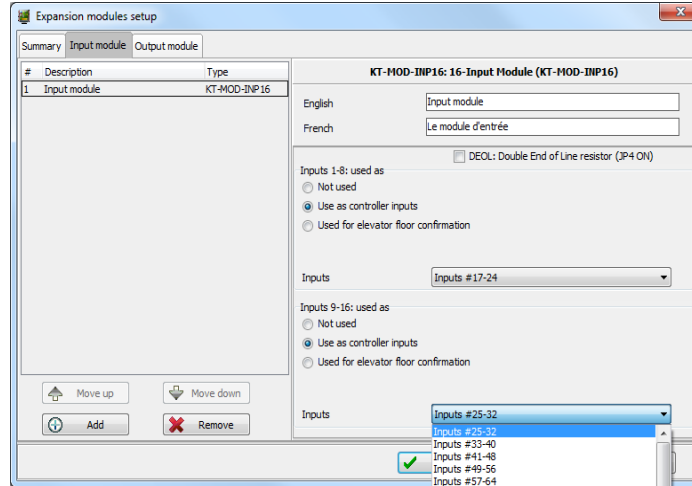 Expansion modules setup
x
Summary Input module Output module
# Description Type
1 Input module KT-MOD-INP16
Move up Move down
Add Remove
KT-MOD-INP16: 16-Input Module (KT-MOD-INP16)
English Input module
French Le module d'entrée
DEOL: Double End of Line resistor (JP4 ON)
Inputs 1-8: used as
Not used
Use as controller inputs
Used for elevator floor confirmation
Inputs Inputs #17-24
Inputs 9-16: used as
Not used
Use as controller inputs
Used for elevator floor confirmation
Inputs Inputs #25-32
Inputs #25-32
Inputs #33-40
Inputs #41-48
Inputs #49-56
Inputs #57-64